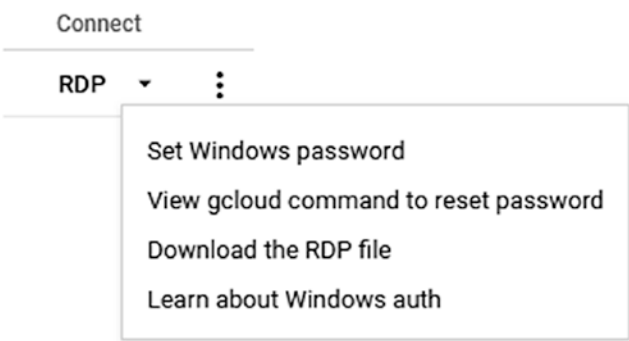 Connect
RDP
Set Windows password
View gcloud command to reset password
Download the RDP file
Learn about Windows auth